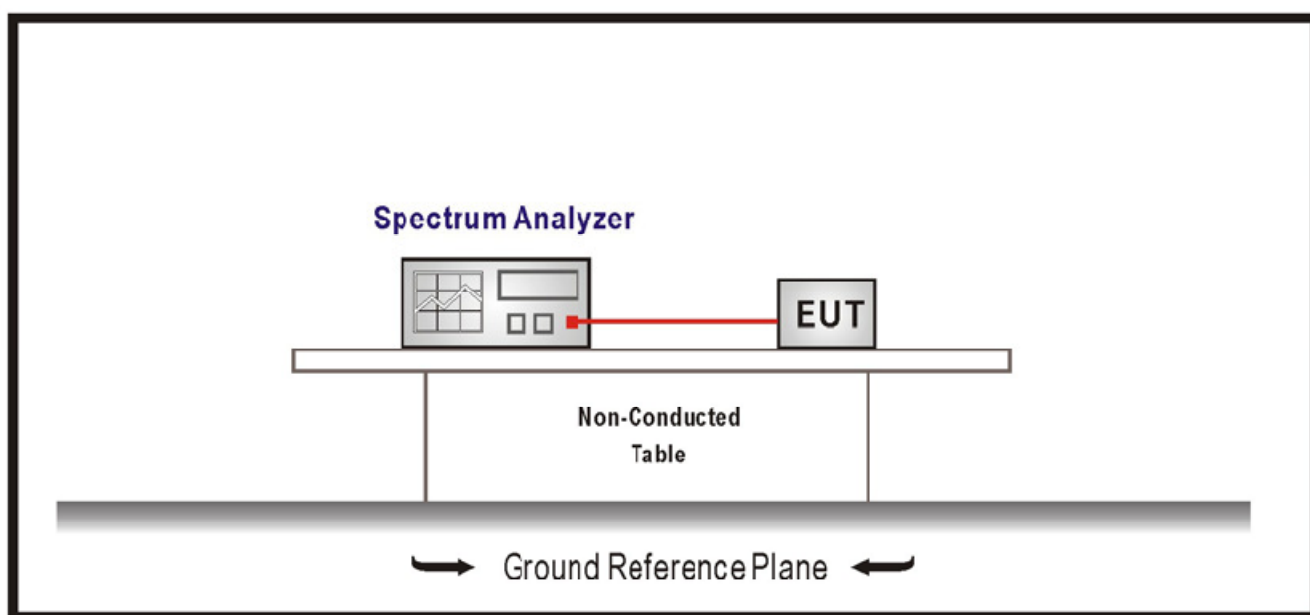 Spectrum Analyzer
EUT
Non-Conducted
Table
Ground Reference Plane